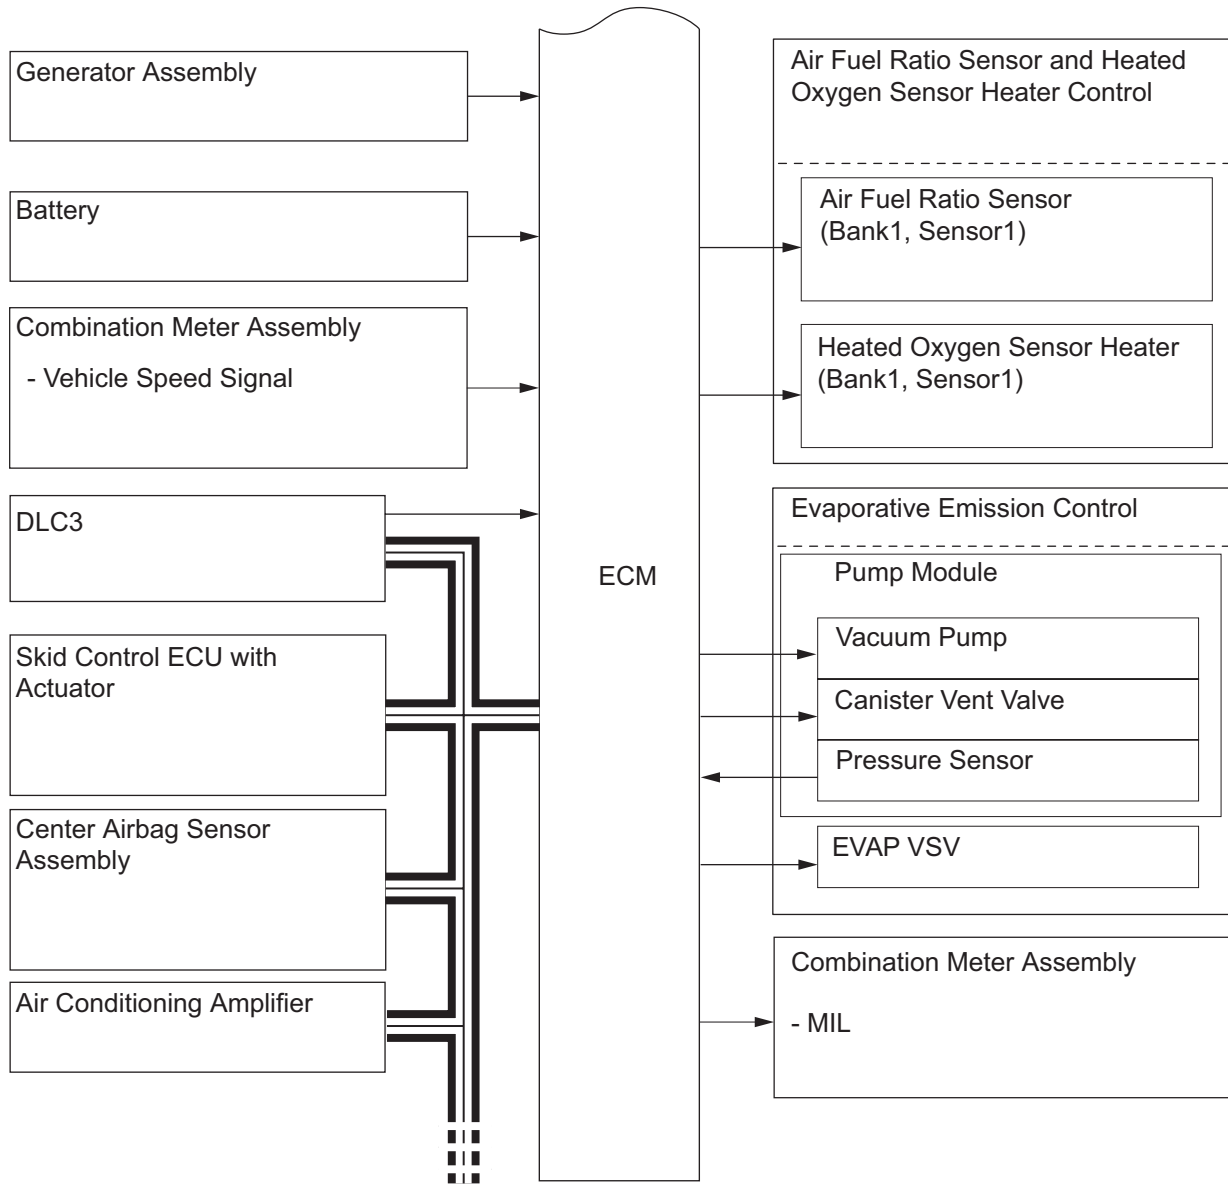 Generator Assembly
Battery
Combination Meter Assembly
- Vehicle Speed Signal
DLC3
Skid Control ECU with
Actuator
Center Airbag Sensor
Assembly
Air Conditioning Amplifier
ECM
Air Fuel Ratio Sensor and Heated
Oxygen Sensor Heater Control
Air Fuel Ratio Sensor
(Bank1, Sensor1)
Heated Oxygen Sensor Heater
(Bank1, Sensor1)
Evaporative Emission Control
Pump Module
Vacuum Pump
Canister Vent Valve
Pressure Sensor
EVAP VSV
Combination Meter Assembly
- MIL